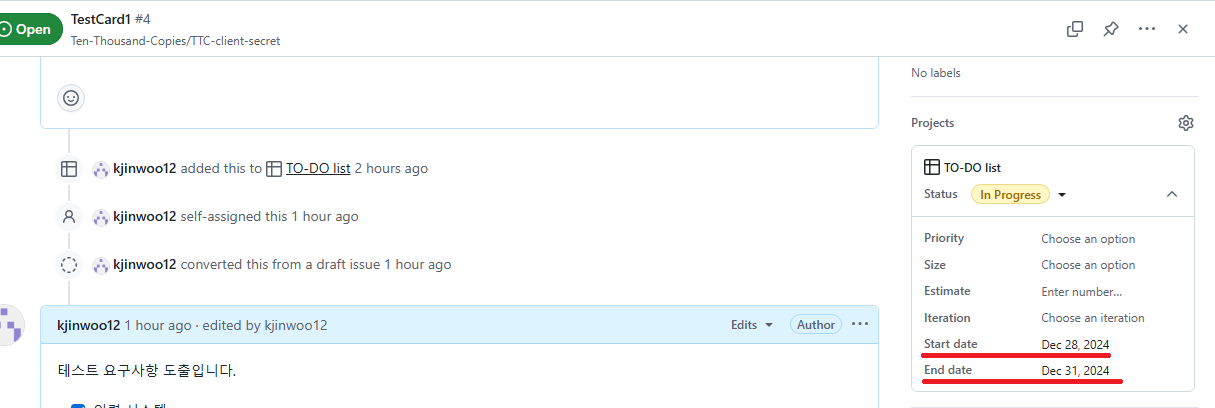 Open
TestCard1 #4
Ten-Thousand-Copies/TTC-client-secret
kjinwoo12 added this to TO-DO list 2 hours ago
kjinwoo12 self-assigned this 1 hour ago
kjinwoo12 converted this from a draft issue 1 hour ago
kjinwoo12 1 hour ago · edited by kjinwoo12
Edits
Author
테스트 요구사항 도출입니다.
No labels
Projects
TO-DO list
Status In Progress
Priority Choose an option
Size Choose an option
Estimate Enter number...
Iteration Choose an iteration
Start date Dec 28, 2024
End date Dec 31, 2024